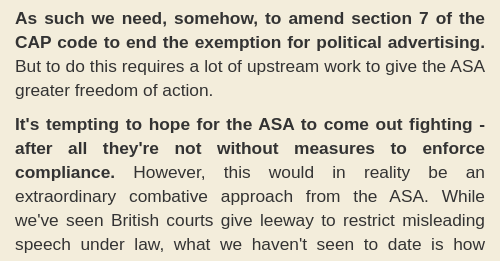 As such we need, somehow, to amend section 7 of the
CAP code to end the exemption for political advertising.
But to do this requires a lot of upstream work to give the ASA
greater freedom of action.
It's tempting to hope for the ASA to come out fighting -
after all they're not without measures to enforce
compliance. However, this would in reality be an
extraordinary combative approach from the ASA. While
we've seen British courts give leeway to restrict misleading
speech under law, what we haven't seen to date is how